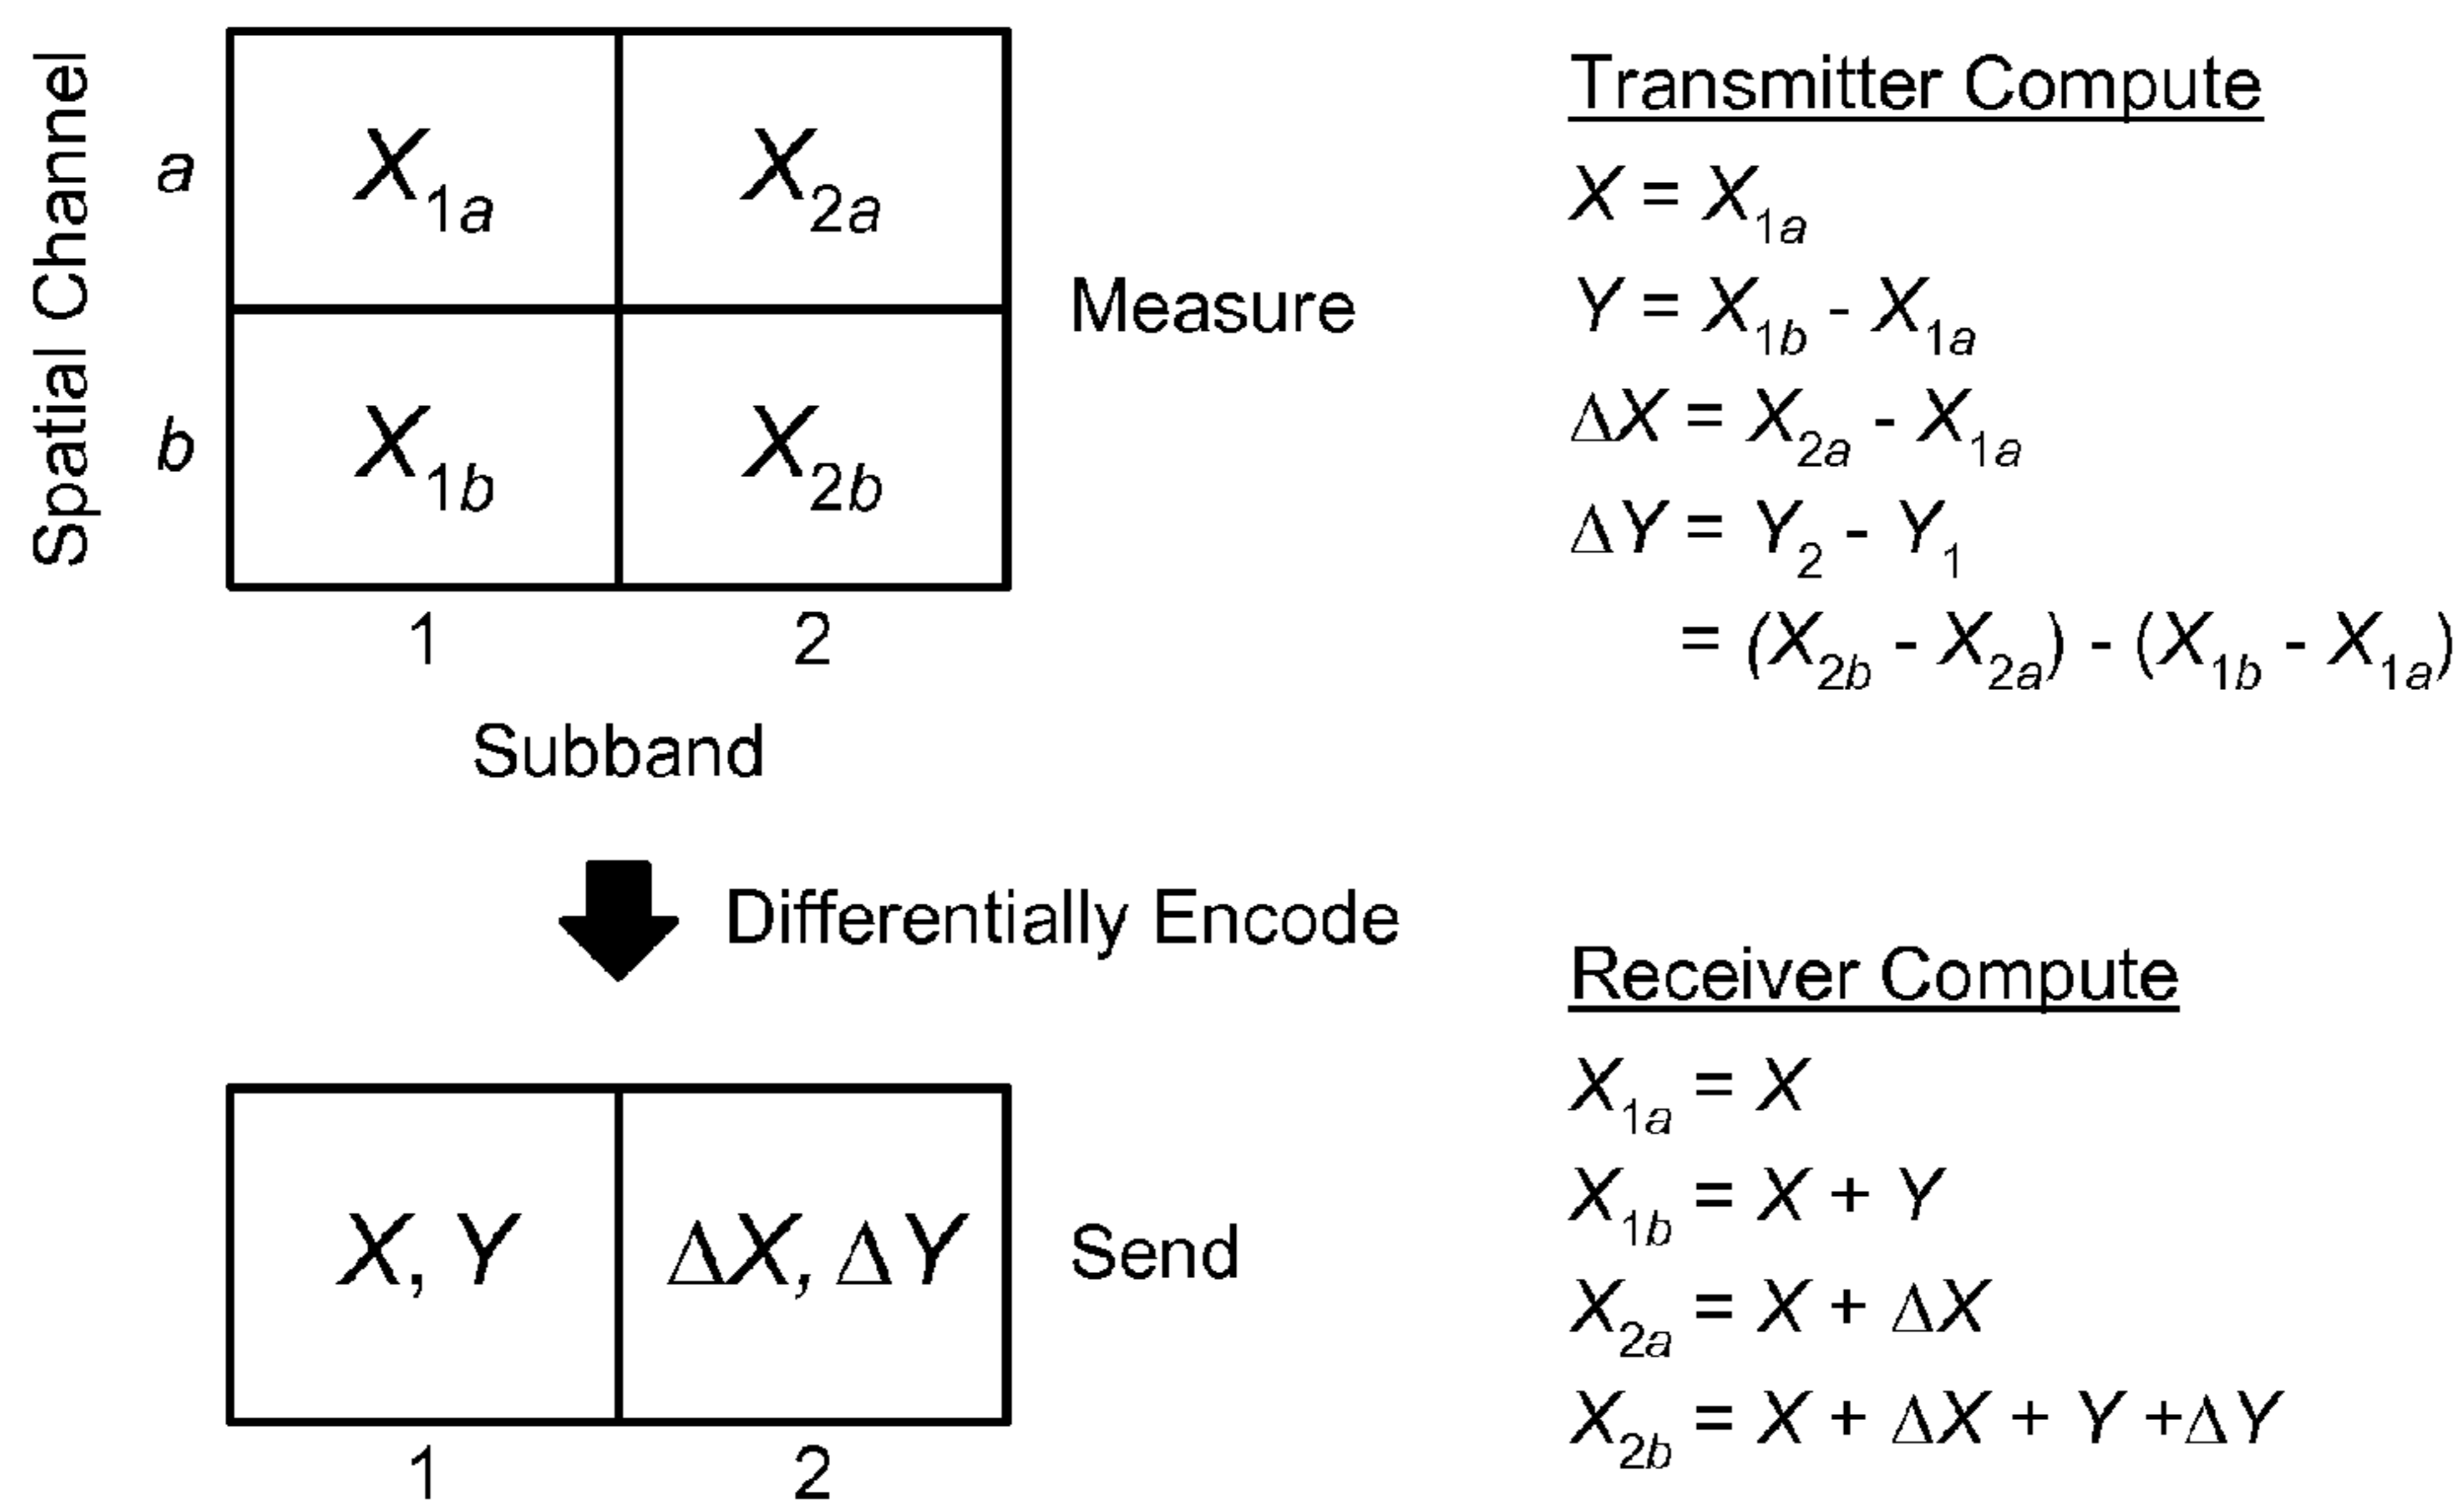 Spatial Channel
a
X1a
X2a
b
X1b
X2b
Measure
1
2
Subband
Differentially Encode
X, Y
ΔX, ΔY
Send
1
2
Transmitter Compute
X = X1a
Y = X1b - X1a
ΔX = X2a - X1a
ΔY = Y2 - Y1
= (X2b - X2a) - (X1b - X1a)
Receiver Compute
X1a = X
X1b = X + Y
X2a = X + ΔX
X2b = X + ΔX + Y +ΔY